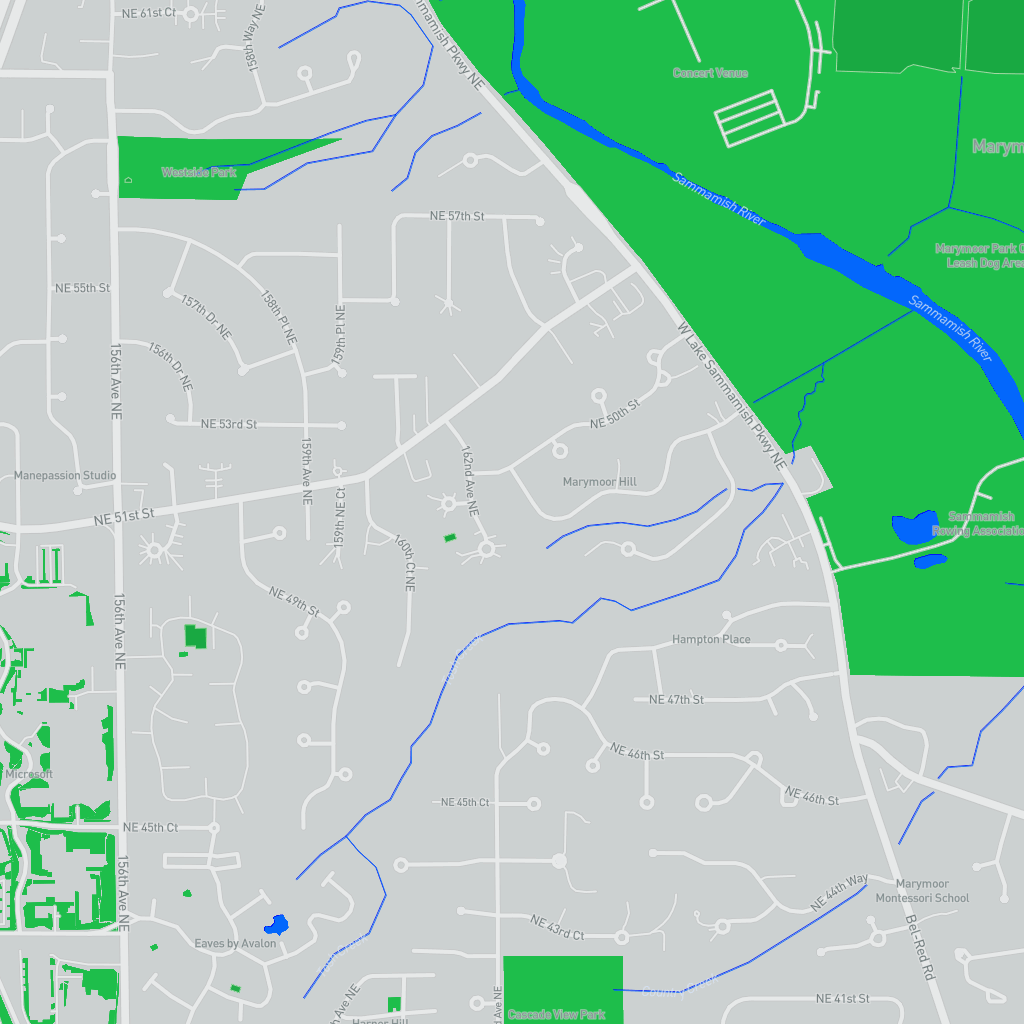 NE 61st Ct
158th Way NE
mamish Pkwy NE
Concert Venue
Marym
Westside Park
Sammamish River
NE 57th St
Marymoor Park O
Leash Dog Area
NE 55th St
157th Dr NE
158th Pl NE
159th Pl NE
Sammamish River
W Lake Sammamish Pkwy NE
156th Dr NE
156th Ave NE
NE 53rd St
NE 50th St
159th Ave NE
162nd Ave NE
Manepassion Studio
Marymoor Hill
NE 51st St
159th NE Ct
160th Ct NE
Sammamish
Rowing Association
NE 49th St
156th Ave NE
Hampton Place
NE 47th St
NE 46th St
Microsoft
NE 45th Ct
NE 46th St
NE 45th Ct
156th Ave NE
NE 44th Way
Marymoor
Montessori School
NE 43rd Ct
Bel-Red Rd
Eaves by Avalon
NE 41st St
Cascade View Park
Harper Hill